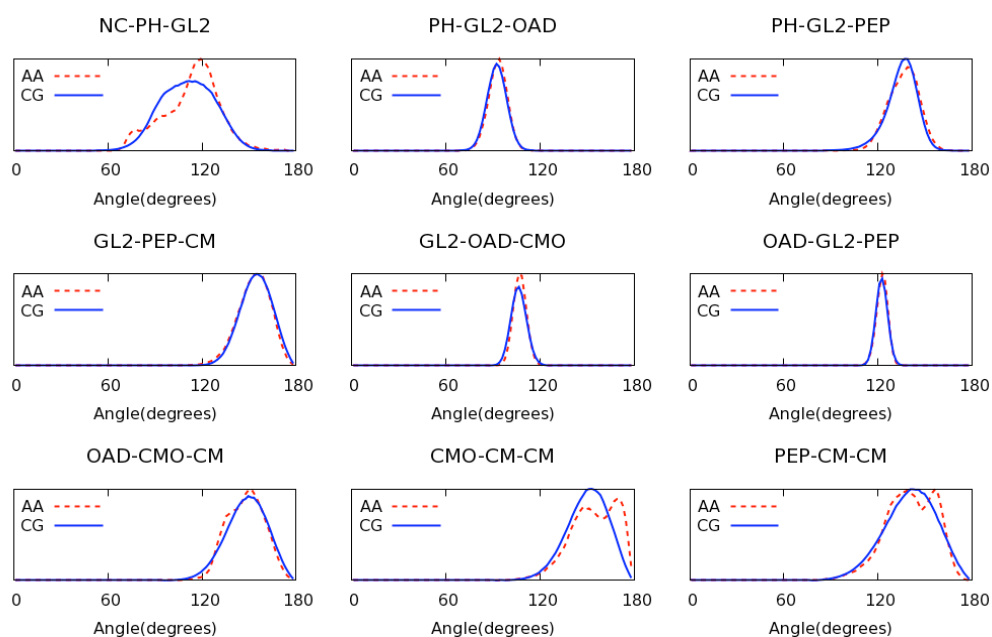 NC-PH-GL2 PH-GL2-OAD PH-GL2-PEP
AA AA AA
CG CG CG
0 60 120 180 0 60 120 180 0 60 120 180
Angle(degrees) Angle(degrees) Angle(degrees)
GL2-PEP-CM GL2-OAD-CMO OAD-GL2-PEP
AA AA AA
CG CG CG
0 60 120 180 0 60 120 180 0 60 120 180
Angle(degrees) Angle(degrees) Angle(degrees)
OAD-CMO-CM CMO-CM-CM PEP-CM-CM
AA AA AA
CG CG CG
0 60 120 180 0 60 120 180 0 60 120 180
Angle(degrees) Angle(degrees) Angle(degrees)